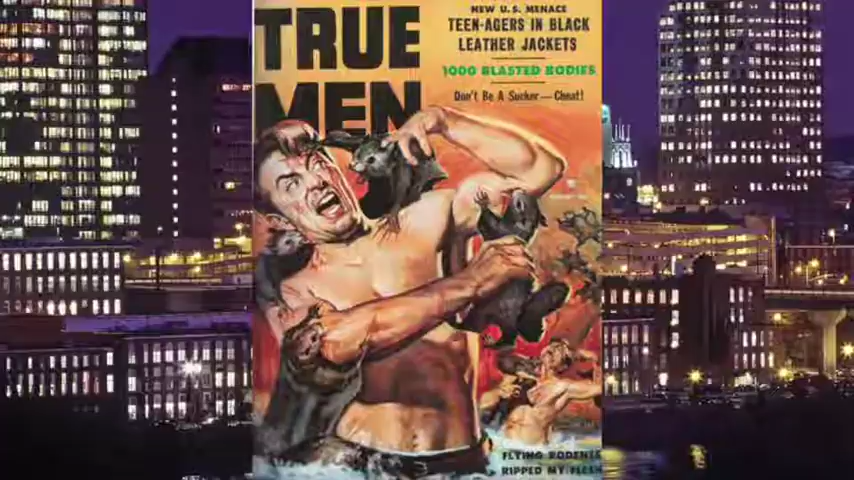 TRUE
MEN
NEW U.S. MENACE
TEEN-AGERS IN BLACK
LEATHER JACKETS
1000 BLASTED BODIES
Don't Be A Sucker—Cheat!
FLYING RODENTS
RIPPED MY FLESH